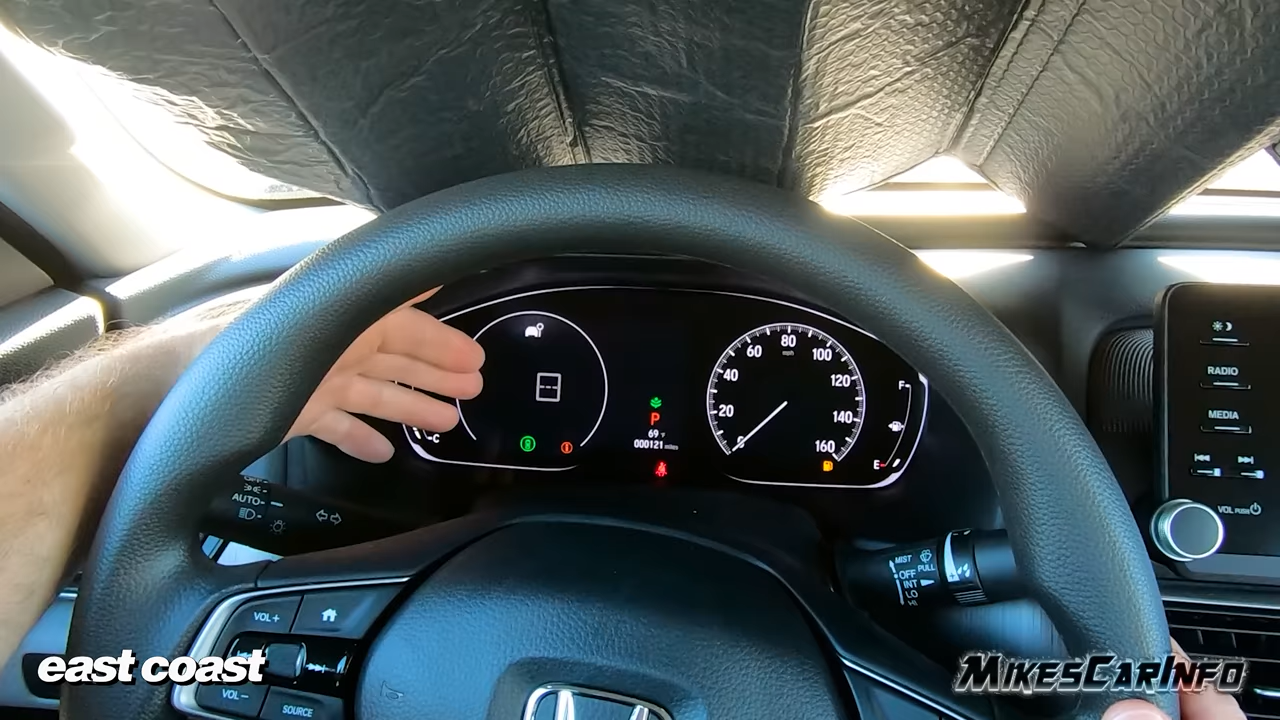 80
60 100
mph
40 120
20 140
0 160
F
E
C
P
69 °F
000121 miles
RADIO
MEDIA
VOL PUSH
AUTO
MIST
PULL
OFF
INT
LO
HI
VOL+
VOL−
SOURCE
east coast
MikesCarInfo